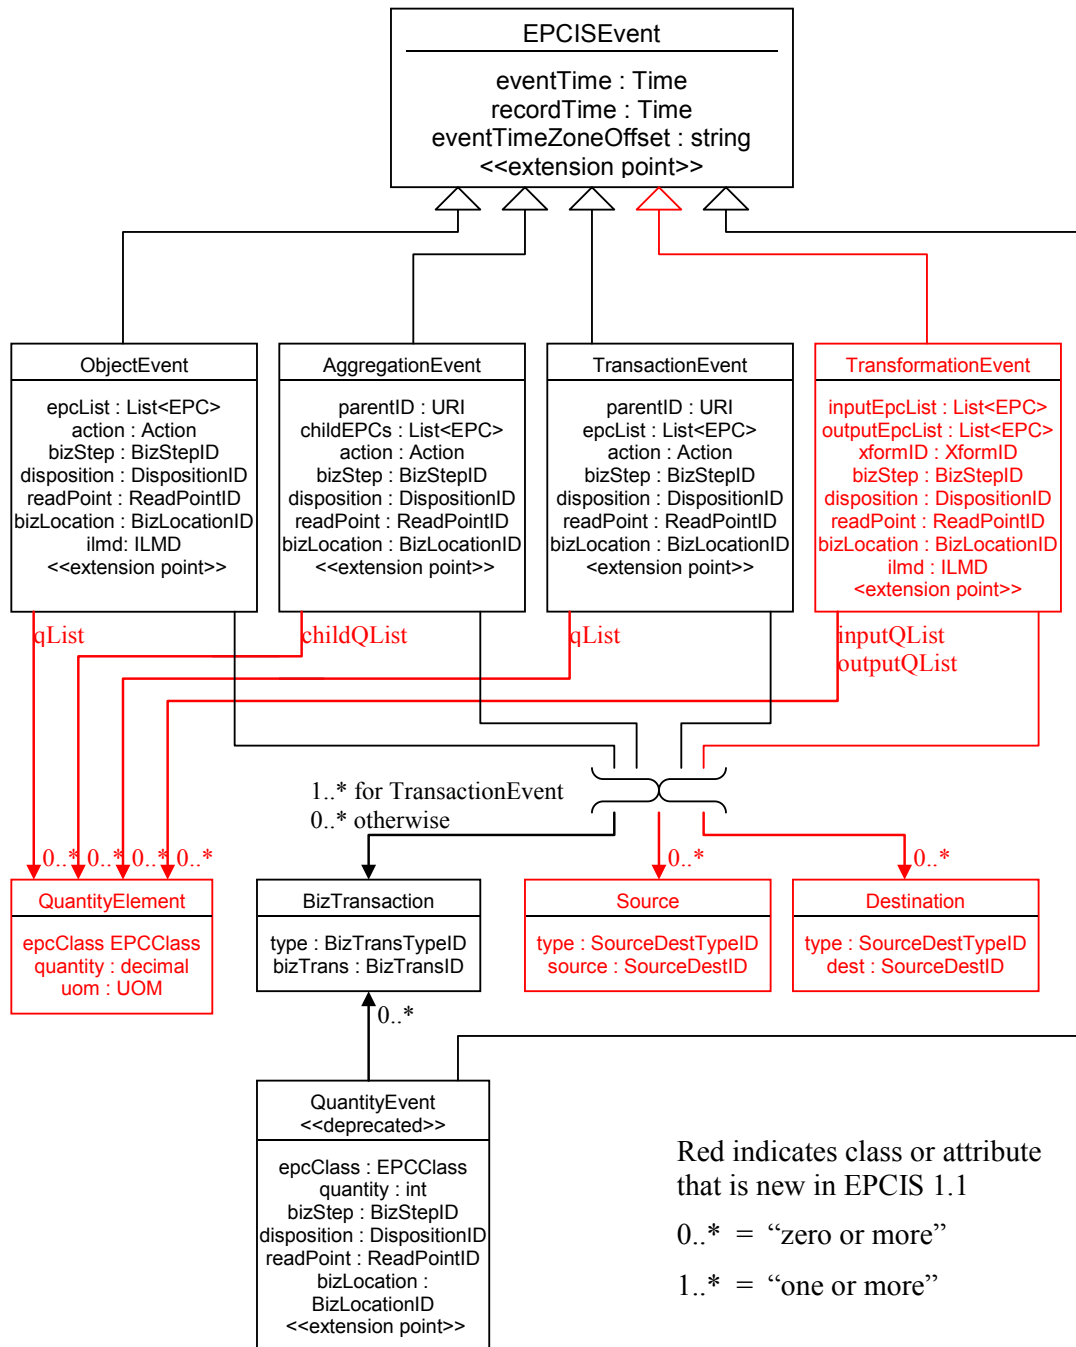 EPCISEvent
eventTime : Time
recordTime : Time
eventTimeZoneOffset : string
<<extension point>>
ObjectEvent
epcList : List<EPC>
action : Action
bizStep : BizStepID
disposition : DispositionID
readPoint : ReadPointID
bizLocation : BizLocationID
ilmd: ILMD
<<extension point>>
AggregationEvent
parentID : URI
childEPCs : List<EPC>
action : Action
bizStep : BizStepID
disposition : DispositionID
readPoint : ReadPointID
bizLocation : BizLocationID
<<extension point>>
TransactionEvent
parentID : URI
epcList : List<EPC>
action : Action
bizStep : BizStepID
disposition : DispositionID
readPoint : ReadPointID
bizLocation : BizLocationID
<extension point>>
TransformationEvent
inputEpcList : List<EPC>
outputEpcList : List<EPC>
xformID : XformID
bizStep : BizStepID
disposition : DispositionID
readPoint : ReadPointID
bizLocation : BizLocationID
ilmd : ILMD
<extension point>>
qList
childQList
qList
inputQList
outputQList
1..* for TransactionEvent
0..* otherwise
0..* 0..* 0..* 0..*
0..*
0..*
QuantityElement
epcClass EPCClass
quantity : decimal
uom : UOM
BizTransaction
type : BizTransTypeID
bizTrans : BizTransID
Source
type : SourceDestTypeID
source : SourceDestID
Destination
type : SourceDestTypeID
dest : SourceDestID
0..*
QuantityEvent
<<deprecated>>
epcClass : EPCClass
quantity : int
bizStep : BizStepID
disposition : DispositionID
readPoint : ReadPointID
bizLocation :
BizLocationID
<<extension point>>
Red indicates class or attribute
that is new in EPCIS 1.1
0..* = “zero or more”
1..* = “one or more”